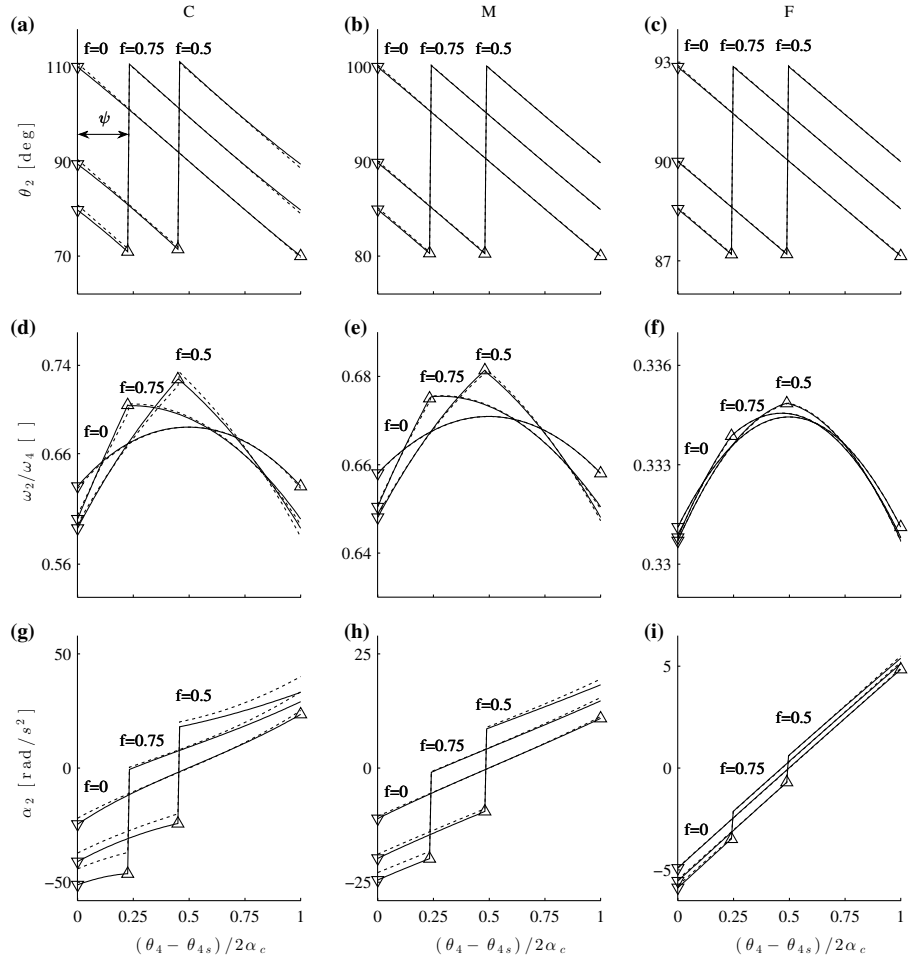 C M F
(a) (b) (c)
f=0 f=0.75 f=0.5
f=0 f=0.75 f=0.5
f=0 f=0.75 f=0.5
110 100 93
ψ
θ₂ [deg]
90 90 90
70 80 87
(d) (e) (f)
0.74 0.68 0.336
f=0.5 f=0.5 f=0.5
f=0.75 f=0.75 f=0.75
f=0 f=0 f=0
ω₂/ω₄ [ ]
0.66 0.66 0.333
0.56 0.64 0.33
(g) (h) (i)
50 25 5
f=0.5 f=0.5 f=0.5
f=0.75 f=0.75 f=0.75
f=0 f=0 f=0
α₂ [rad/s²]
0 0 0
−50 −25 −5
0 0.25 0.5 0.75 1
0 0.25 0.5 0.75 1
0 0.25 0.5 0.75 1
(θ₄ − θ₄ₛ)/2α_c
(θ₄ − θ₄ₛ)/2α_c
(θ₄ − θ₄ₛ)/2α_c